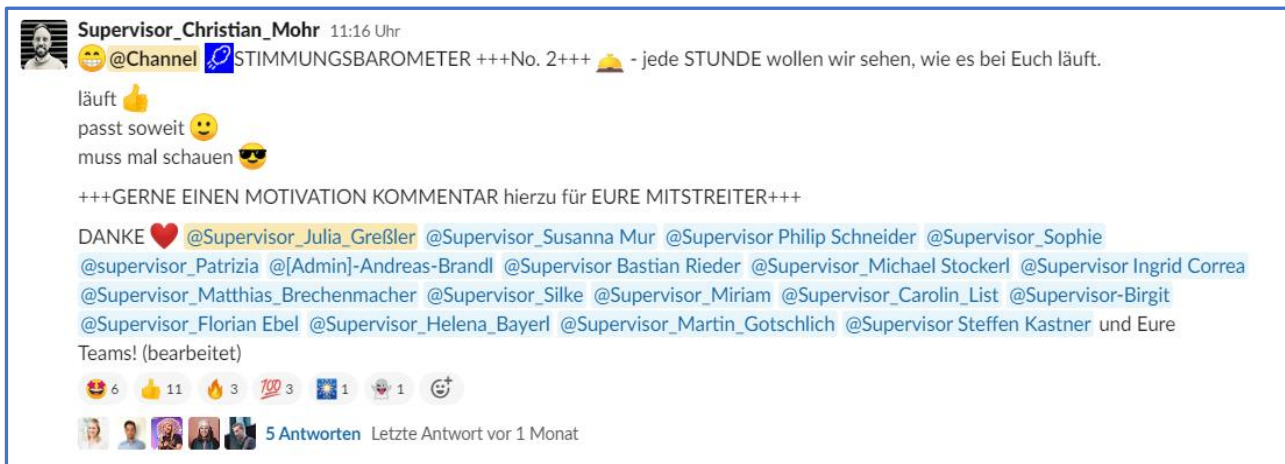 Supervisor_Christian_Mohr 11:16 Uhr
😁 @Channel STIMMUNGSBAROMETER +++No. 2+++ 🛎️ - jede STUNDE wollen wir sehen, wie es bei Euch läuft.
läuft 👍
passt soweit 🙂
muss mal schauen 😎
+++GERNE EINEN MOTIVATION KOMMENTAR hierzu für EURE MITSTREITER+++
DANKE ❤️ @Supervisor_Julia_Greßler @Supervisor_Susanna Mur @Supervisor Philip Schneider @Supervisor_Sophie
@supervisor_Patrizia @[Admin]-Andreas-Brandl @Supervisor Bastian Rieder @Supervisor_Michael Stockerl @Supervisor Ingrid Correa
@Supervisor_Matthias_Brechenmacher @Supervisor_Silke @Supervisor_Miriam @Supervisor_Carolin_List @Supervisor-Birgit
@Supervisor_Florian Ebel @Supervisor_Helena_Bayerl @Supervisor_Martin_Gotschlich @Supervisor Steffen Kastner und Eure
Teams! (bearbeitet)
🤩 6 👍 11 🔥 3 💯 3 🎆 1 👻 1
5 Antworten Letzte Antwort vor 1 Monat